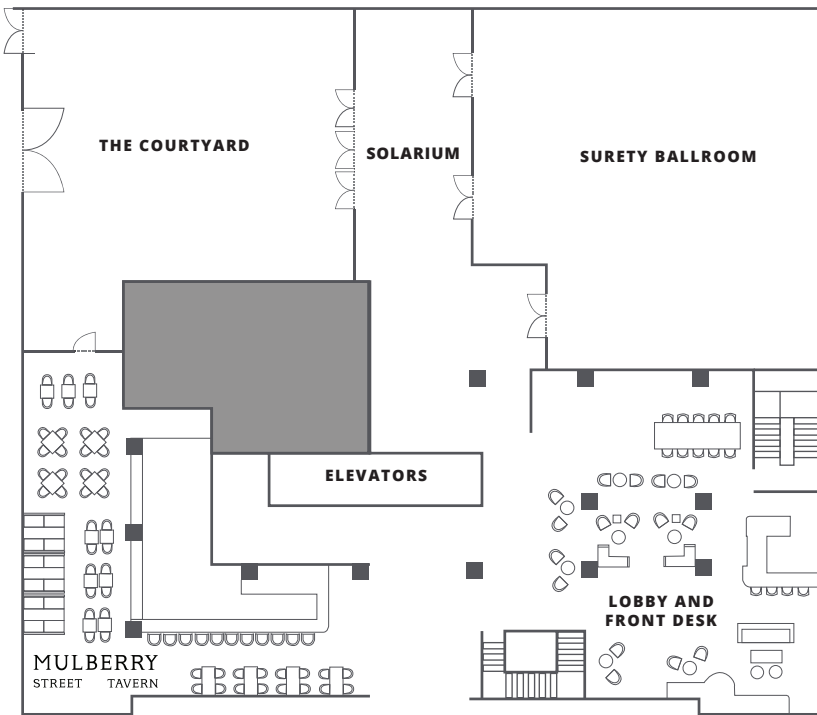 THE COURTYARD
SOLARIUM
SURETY BALLROOM
ELEVATORS
LOBBY AND
FRONT DESK
MULBERRY
STREET TAVERN